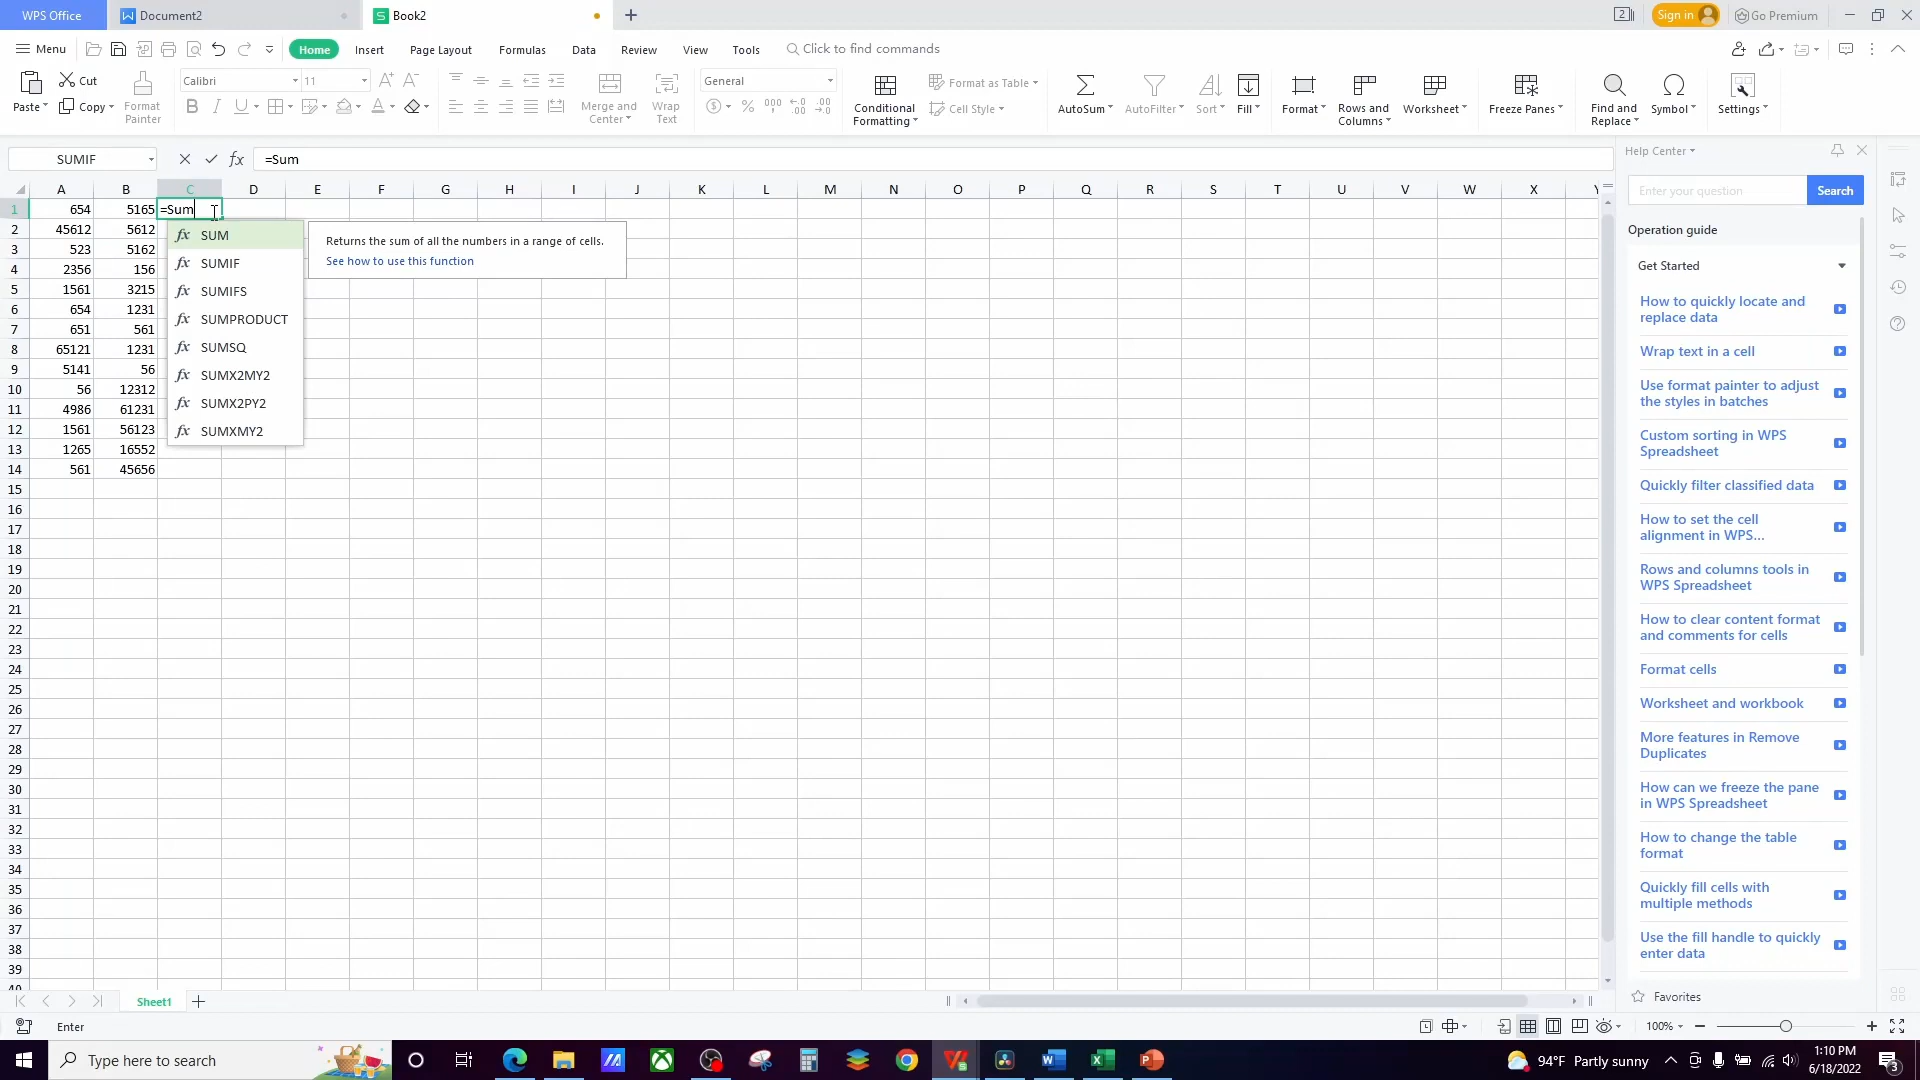 WPS Office
Document2
Book2
2
Sign in
Go Premium
Menu
Home
Insert
Page Layout
Formulas
Data
Review
View
Tools
Click to find commands
Paste
Cut
Copy
Format
Painter
Calibri
11
A+
A-
B
I
U
A
Merge and
Center
Wrap
Text
General
Conditional
Formatting
Format as Table
Cell Style
AutoSum
AutoFilter
Sort
Fill
Format
Rows and
Columns
Worksheet
Freeze Panes
Find and
Replace
Symbol
Settings
SUMIF
fx
=Sum
A B C D E F G H I J K L M N O P Q R S T U V W X Y
1 654 5165 =Sum
2 45612 5612
3 523 5162
4 2356 156
5 1561 3215
6 654 1231
7 651 561
8 65121 1231
9 5141 56
10 56 12312
11 4986 61231
12 1561 56123
13 1265 16552
14 561 45656
15
16
17
18
19
20
21
22
23
24
25
26
27
28
29
30
31
32
33
34
35
36
37
38
39
40
fx SUM
fx SUMIF
fx SUMIFS
fx SUMPRODUCT
fx SUMSQ
fx SUMX2MY2
fx SUMX2PY2
fx SUMXMY2
Returns the sum of all the numbers in a range of cells.
See how to use this function
Help Center
Enter your question
Search
Operation guide
Get Started
How to quickly locate and
replace data
Wrap text in a cell
Use format painter to adjust
the styles in batches
Custom sorting in WPS
Spreadsheet
Quickly filter classified data
How to set the cell
alignment in WPS...
Rows and columns tools in
WPS Spreadsheet
How to clear content format
and comments for cells
Format cells
Worksheet and workbook
More features in Remove
Duplicates
How can we freeze the pane
in WPS Spreadsheet
How to change the table
format
Quickly fill cells with
multiple methods
Use the fill handle to quickly
enter data
Favorites
Sheet1
Enter
100%
Type here to search
94°F Partly sunny
1:10 PM
6/18/2022
3